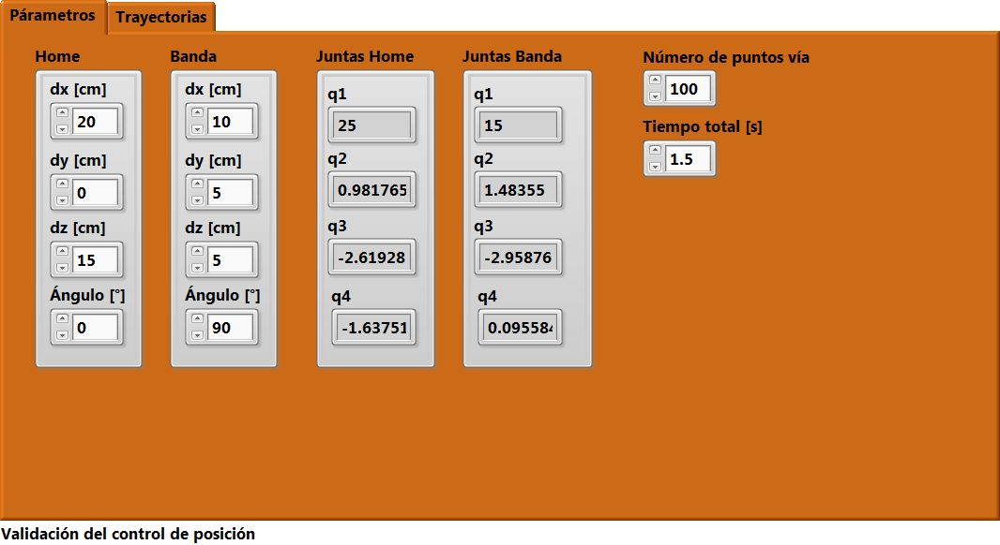 Párametros
Trayectorias
Home
dx [cm]
20
dy [cm]
0
dz [cm]
15
Ángulo [°]
0
Banda
dx [cm]
10
dy [cm]
5
dz [cm]
5
Ángulo [°]
90
Juntas Home
q1
25
q2
0.981765
q3
-2.61928
q4
-1.63751
Juntas Banda
q1
15
q2
1.48355
q3
-2.95876
q4
0.095584
Número de puntos vía
100
Tiempo total [s]
1.5
Validación del control de posición